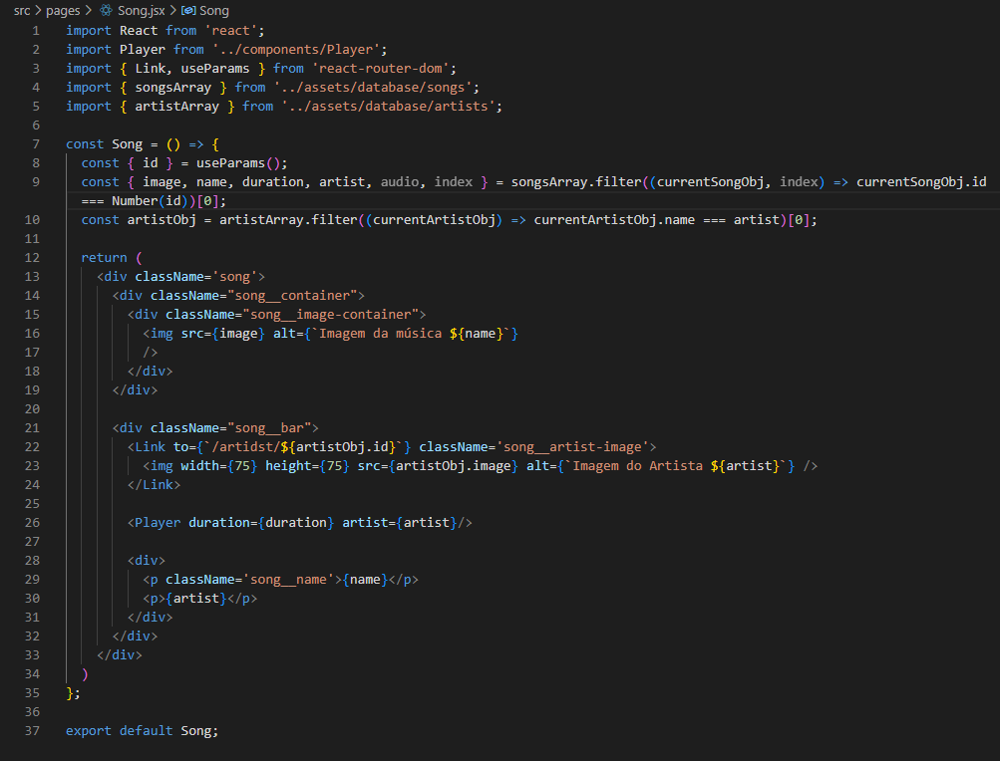 src > pages > Song.jsx > Song
1 import React from 'react';
2 import Player from '../components/Player';
3 import { Link, useParams } from 'react-router-dom';
4 import { songsArray } from '../assets/database/songs';
5 import { artistArray } from '../assets/database/artists';
6
7 const Song = () => {
8 const { id } = useParams();
9 const { image, name, duration, artist, audio, index } = songsArray.filter((currentSongObj, index) => currentSongObj.id
=== Number(id))[0];
10 const artistObj = artistArray.filter((currentArtistObj) => currentArtistObj.name === artist)[0];
11
12 return (
13 <div className='song'>
14 <div className="song__container">
15 <div className="song__image-container">
16 <img src={image} alt={`Imagem da música ${name}`}
17 />
18 </div>
19 </div>
20
21 <div className="song__bar">
22 <Link to={`/artidst/${artistObj.id}`} className='song__artist-image'>
23 <img width={75} height={75} src={artistObj.image} alt={`Imagem do Artista ${artist}`} />
24 </Link>
25
26 <Player duration={duration} artist={artist}/>
27
28 <div>
29 <p className='song__name'>{name}</p>
30 <p>{artist}</p>
31 </div>
32 </div>
33 </div>
34 )
35 };
36
37 export default Song;